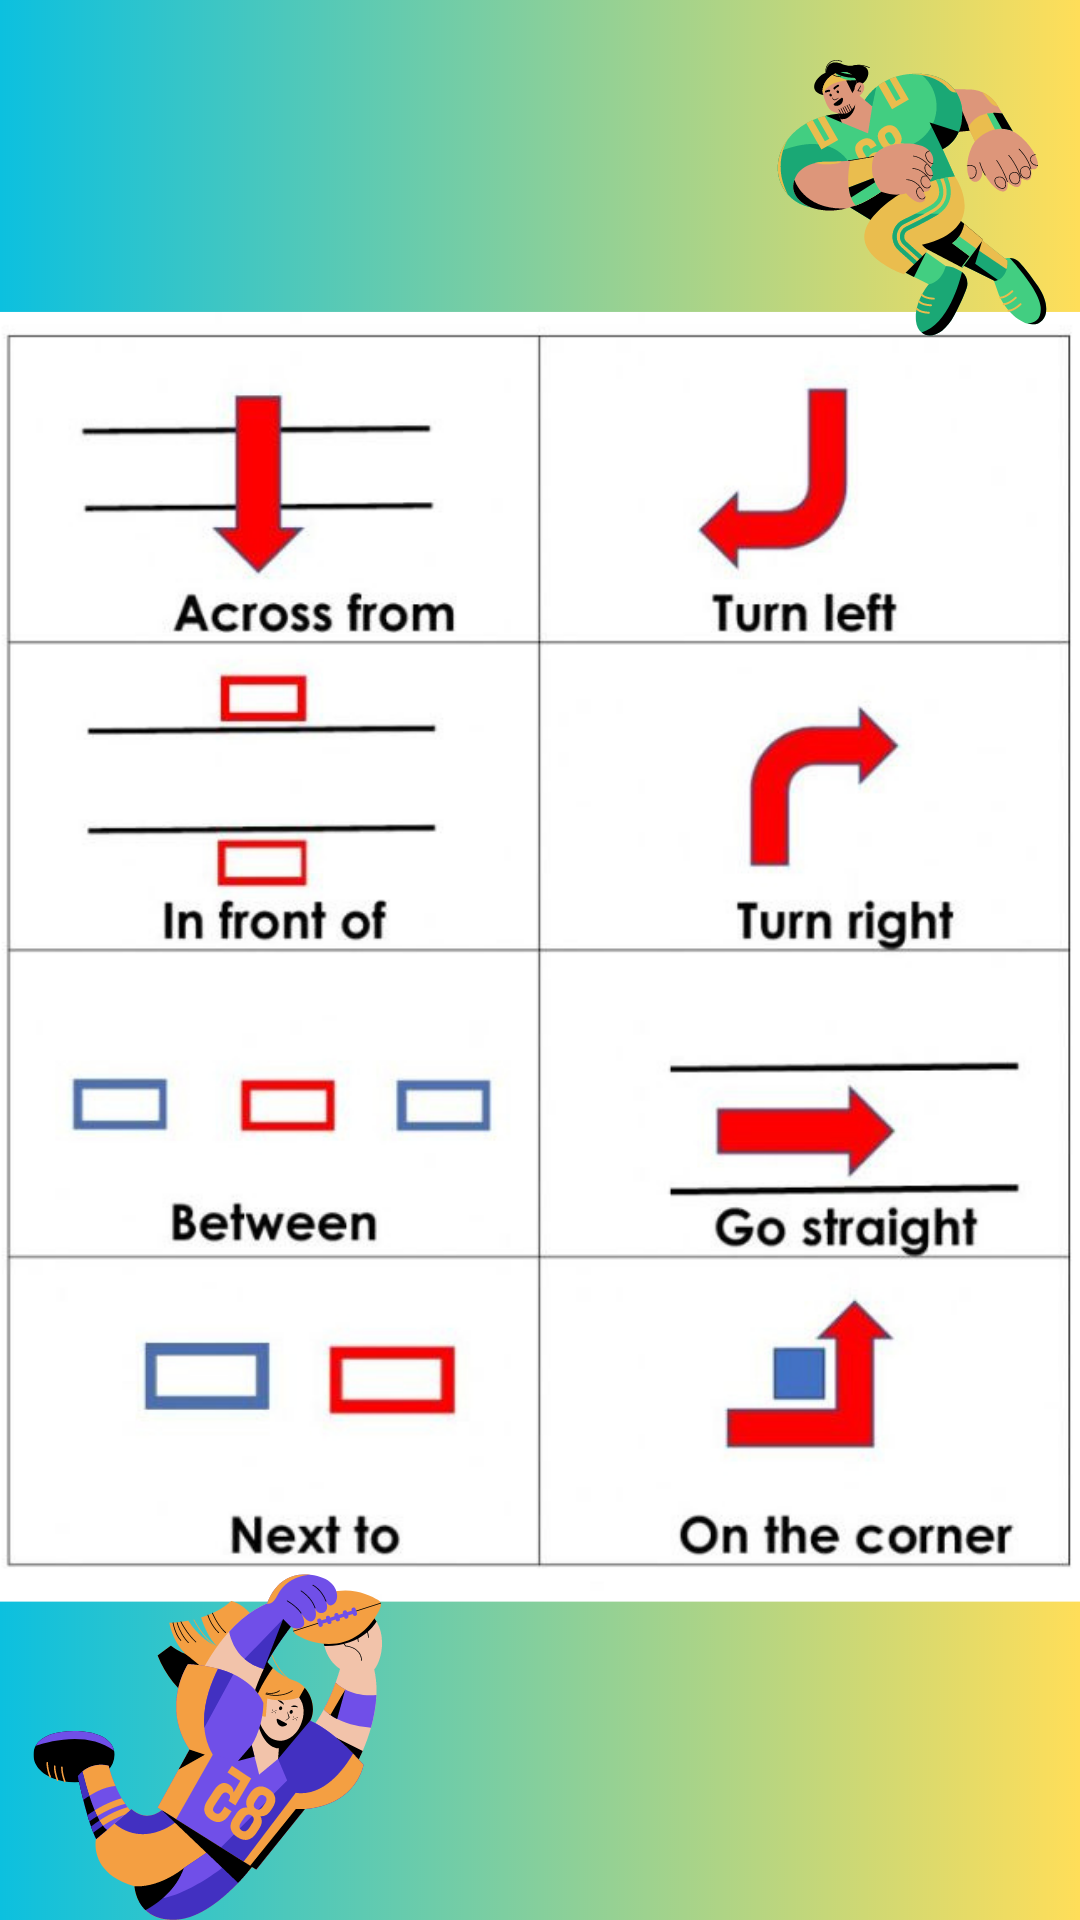 Across from
Turn left
In front of
Turn right
Between
Go straight
Next to
On the corner